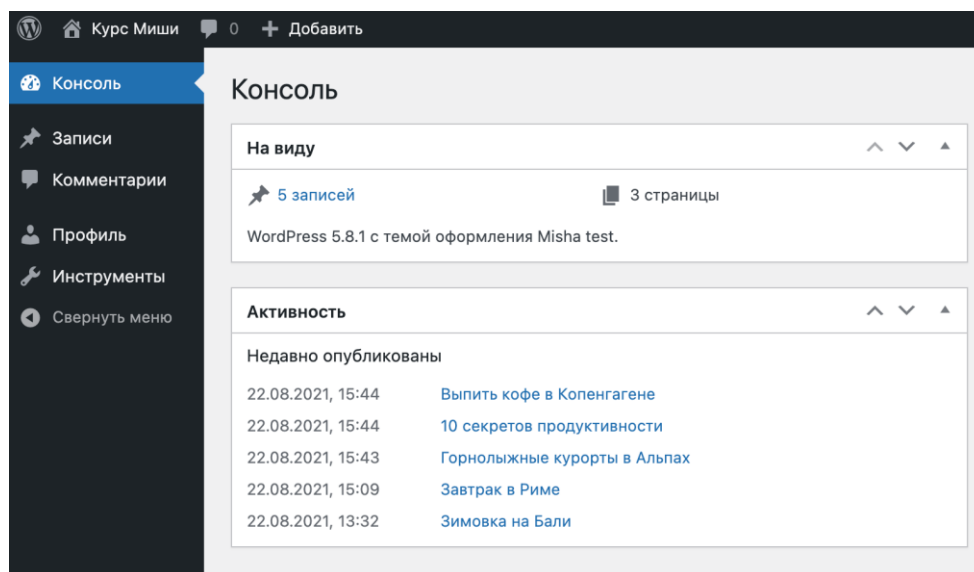 Курс Миши 0 Добавить
Консоль
Записи
Комментарии
Профиль
Инструменты
Свернуть меню
Консоль
На виду
5 записей 3 страницы
WordPress 5.8.1 с темой оформления Misha test.
Активность
Недавно опубликованы
22.08.2021, 15:44 Выпить кофе в Копенгагене
22.08.2021, 15:44 10 секретов продуктивности
22.08.2021, 15:43 Горнолыжные курорты в Альпах
22.08.2021, 15:09 Завтрак в Риме
22.08.2021, 13:32 Зимовка на Бали